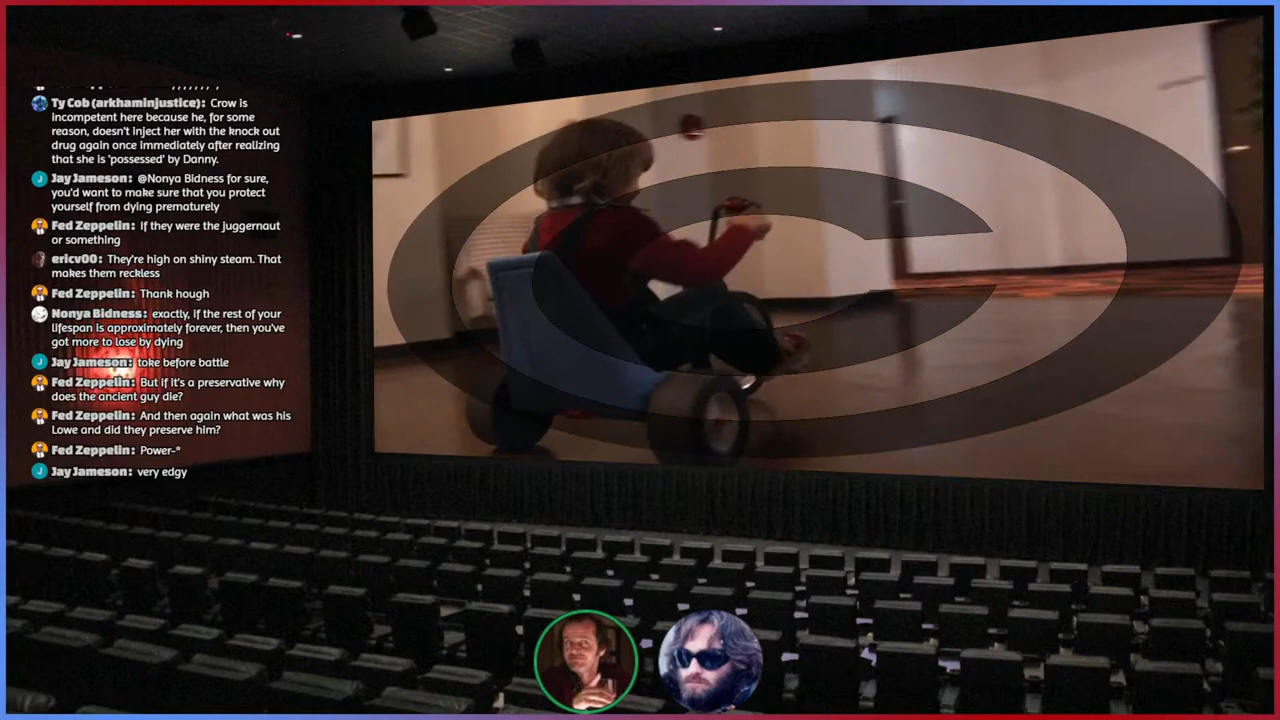 Ty Cob (arkhaminjustice): Crow is
incompetent here because he, for some
reason, doesn't inject her with the knock out
drug again once immediately after realizing
that she is 'possessed' by Danny.
J Jay Jameson: @Nonya Bidness for sure,
you'd want to make sure that you protect
yourself from dying prematurely
Fed Zeppelin: If they were the juggernaut
or something
ericv00: They're high on shiny steam. That
makes them reckless
Fed Zeppelin: Thank hough
Nonya Bidness: exactly, if the rest of your
lifespan is approximately forever, then you've
got more to lose by dying
J Jay Jameson: toke before battle
Fed Zeppelin: But if it's a preservative why
does the ancient guy die?
Fed Zeppelin: And then again what was his
Lowe and did they preserve him?
Fed Zeppelin: Power-*
J Jay Jameson: very edgy